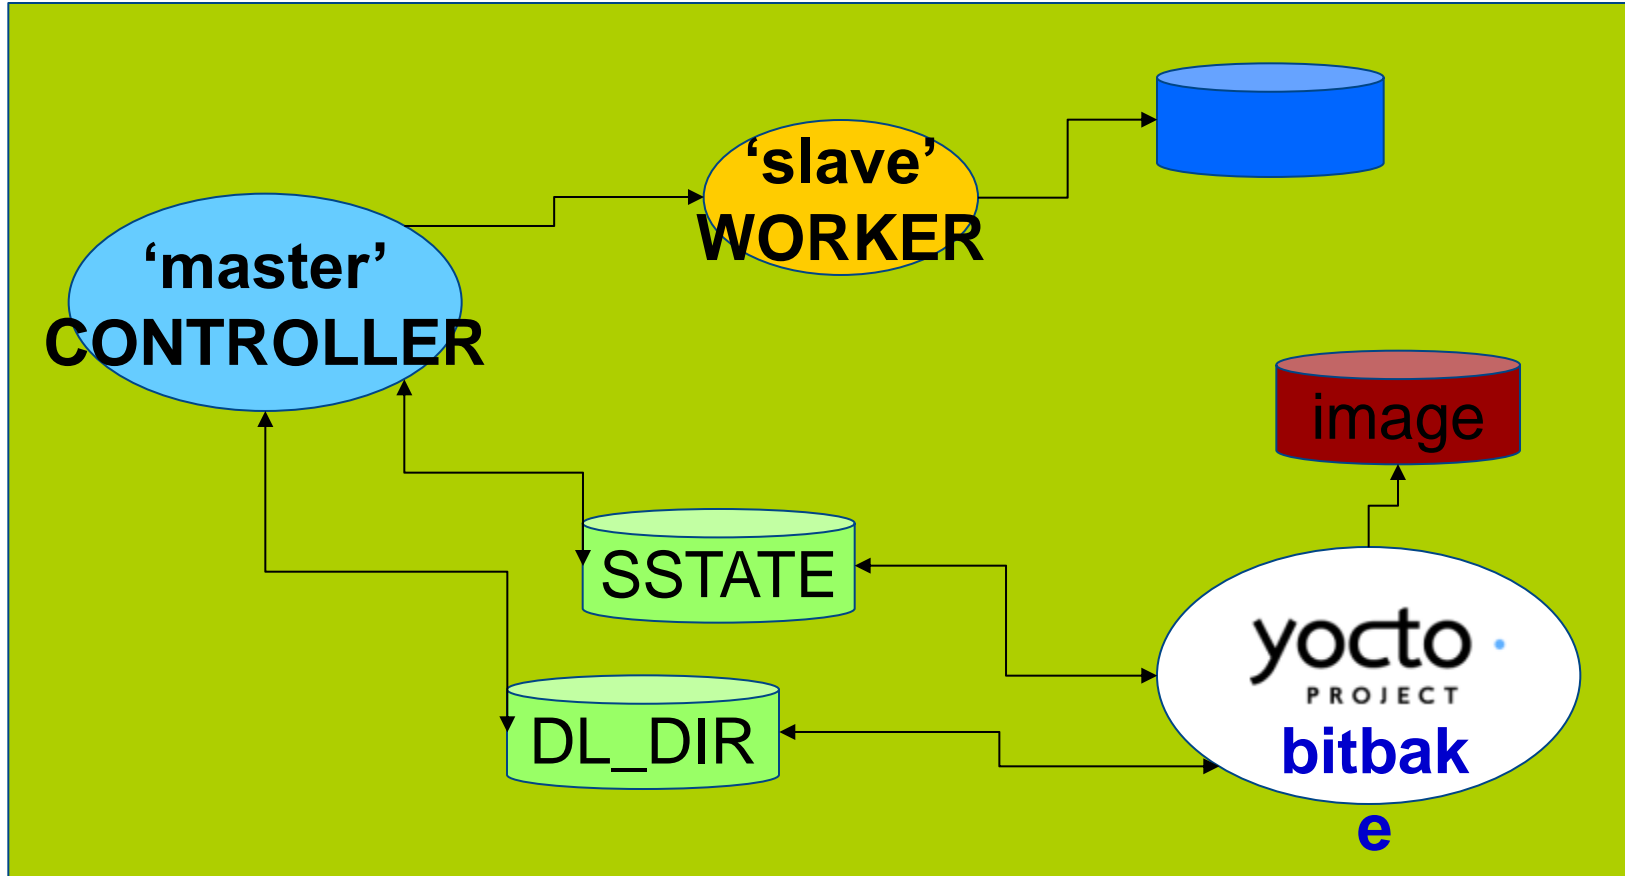 ‘slave’
WORKER
‘master’
CONTROLLER
image
SSTATE
yocto
PROJECT
DL_DIR
bitbak
e